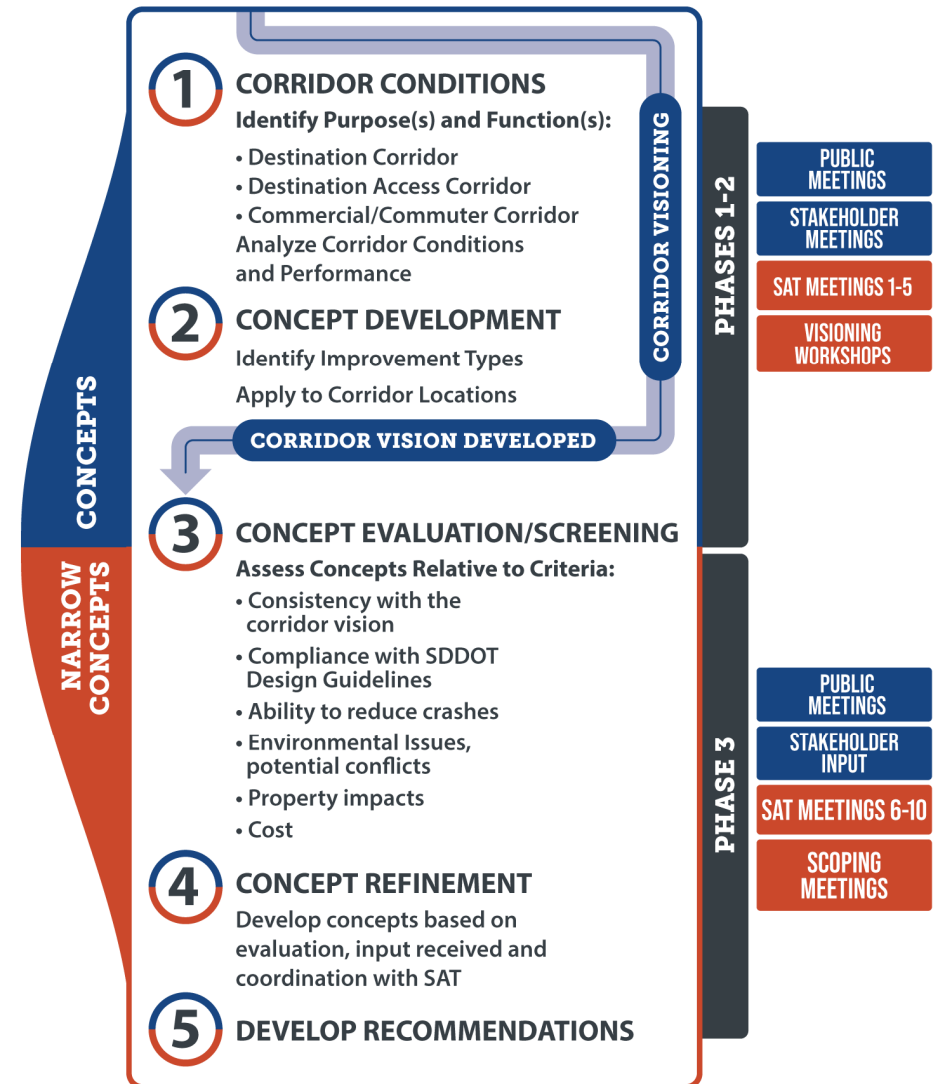 1
CORRIDOR CONDITIONS
Identify Purpose(s) and Function(s):
• Destination Corridor
• Destination Access Corridor
• Commercial/Commuter Corridor
Analyze Corridor Conditions
and Performance
2
CONCEPT DEVELOPMENT
Identify Improvement Types
Apply to Corridor Locations
CORRIDOR VISIONING
CORRIDOR VISION DEVELOPED
CONCEPTS
PHASES 1-2
PUBLIC
MEETINGS
STAKEHOLDER
MEETINGS
SAT MEETINGS 1-5
VISIONING
WORKSHOPS
3
CONCEPT EVALUATION/SCREENING
Assess Concepts Relative to Criteria:
• Consistency with the
corridor vision
• Compliance with SDDOT
Design Guidelines
• Ability to reduce crashes
• Environmental Issues,
potential conflicts
• Property impacts
• Cost
4
CONCEPT REFINEMENT
Develop concepts based on
evaluation, input received and
coordination with SAT
5
DEVELOP RECOMMENDATIONS
NARROW
CONCEPTS
PHASE 3
PUBLIC
MEETINGS
STAKEHOLDER
INPUT
SAT MEETINGS 6-10
SCOPING
MEETINGS